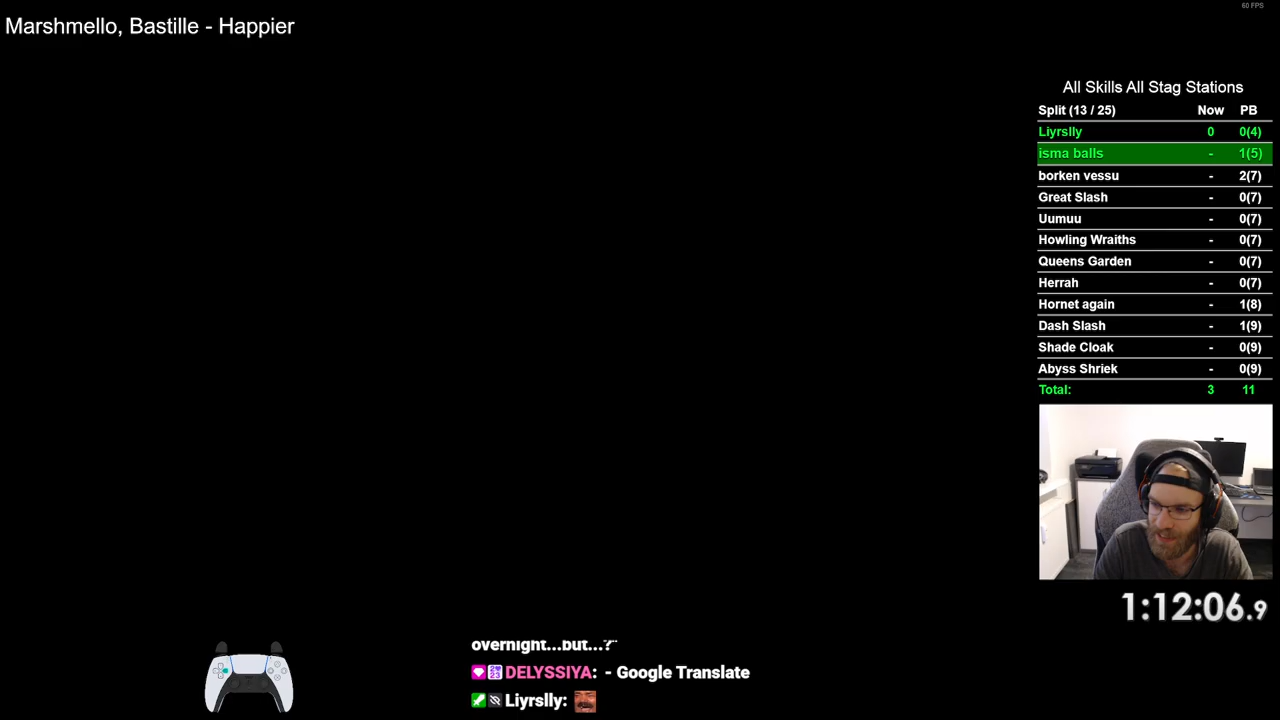 60 FPS
Marshmello, Bastille - Happier
All Skills All Stag Stations
Split (13 / 25) Now PB
Liyrslly 0 0(4)
isma balls - 1(5)
borken vessu - 2(7)
Great Slash - 0(7)
Uumuu - 0(7)
Howling Wraiths - 0(7)
Queens Garden - 0(7)
Herrah - 0(7)
Hornet again - 1(8)
Dash Slash - 1(9)
Shade Cloak - 0(9)
Abyss Shriek - 0(9)
Total: 3 11
1:12:06.9
overnight...but...?"
DELYSSIYA: - Google Translate
Liyrslly: